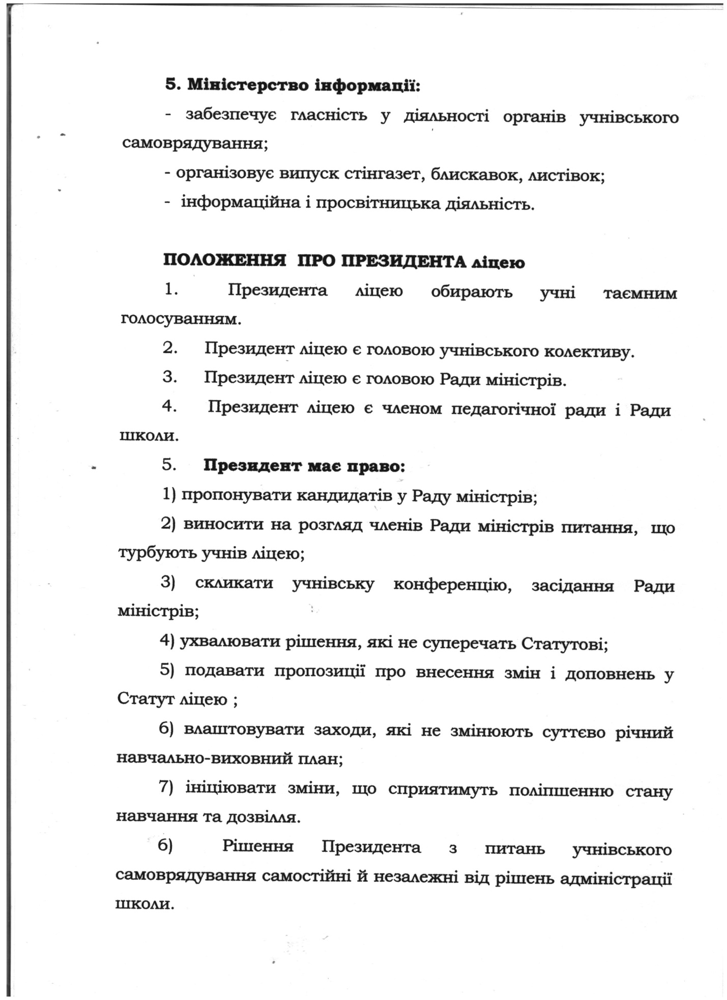 5. Міністерство інформації:
- забезпечує гласність у діяльності органів учнівського
самоврядування;
- організовує випуск стінгазет, блискавок, листівок;
- інформаційна і просвітницька діяльність.
ПОЛОЖЕННЯ ПРО ПРЕЗИДЕНТА ліцею
1. Президента ліцею обирають учні таємним
голосуванням.
2. Президент ліцею є головою учнівського колективу.
3. Президент ліцею є головою Ради міністрів.
4. Президент ліцею є членом педагогічної ради і Ради
школи.
5. Президент має право:
1) пропонувати кандидатів у Раду міністрів;
2) виносити на розгляд членів Ради міністрів питання, що
турбують учнів ліцею;
3) скликати учнівську конференцію, засідання Ради
міністрів;
4) ухвалювати рішення, які не суперечать Статутові;
5) подавати пропозиції про внесення змін і доповнень у
Статут ліцею ;
6) влаштовувати заходи, які не змінюють суттєво річний
навчально-виховний план;
7) ініціювати зміни, що сприятимуть поліпшенню стану
навчання та дозвілля.
6) Рішення Президента з питань учнівського
самоврядування самостійні й незалежні від рішень адміністрації
школи.